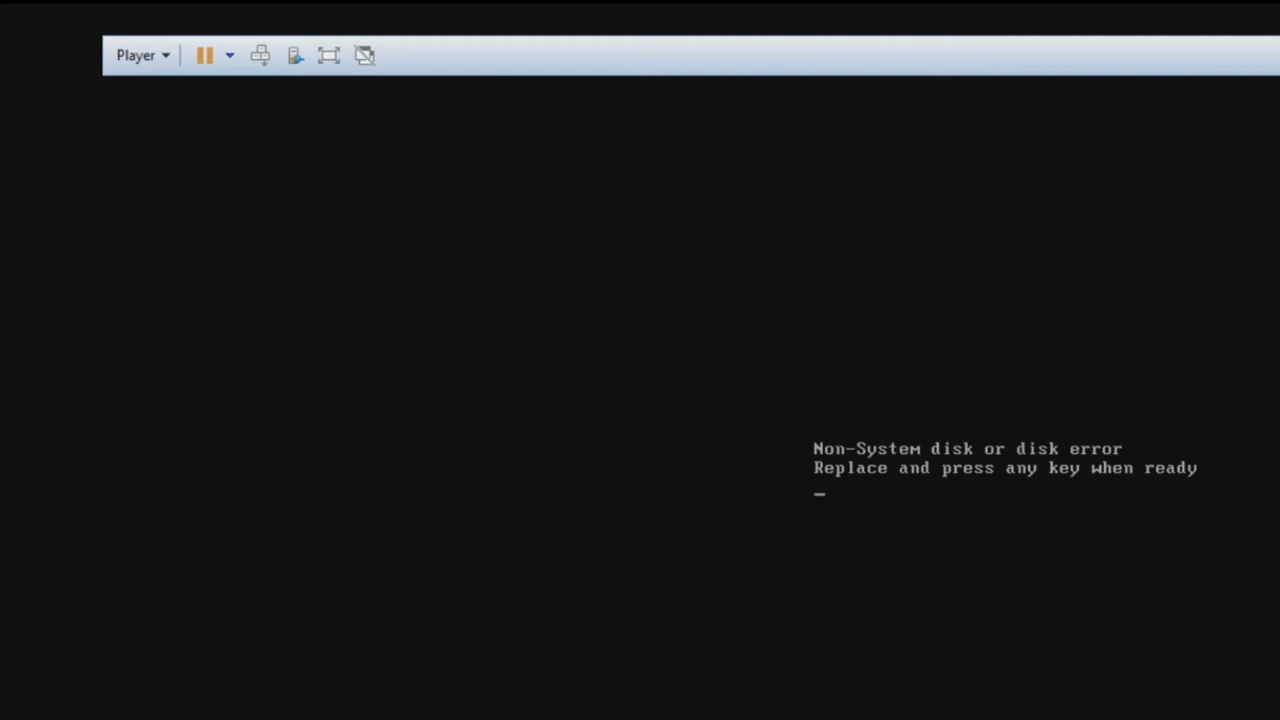 Player
Non-System disk or disk error
Replace and press any key when ready